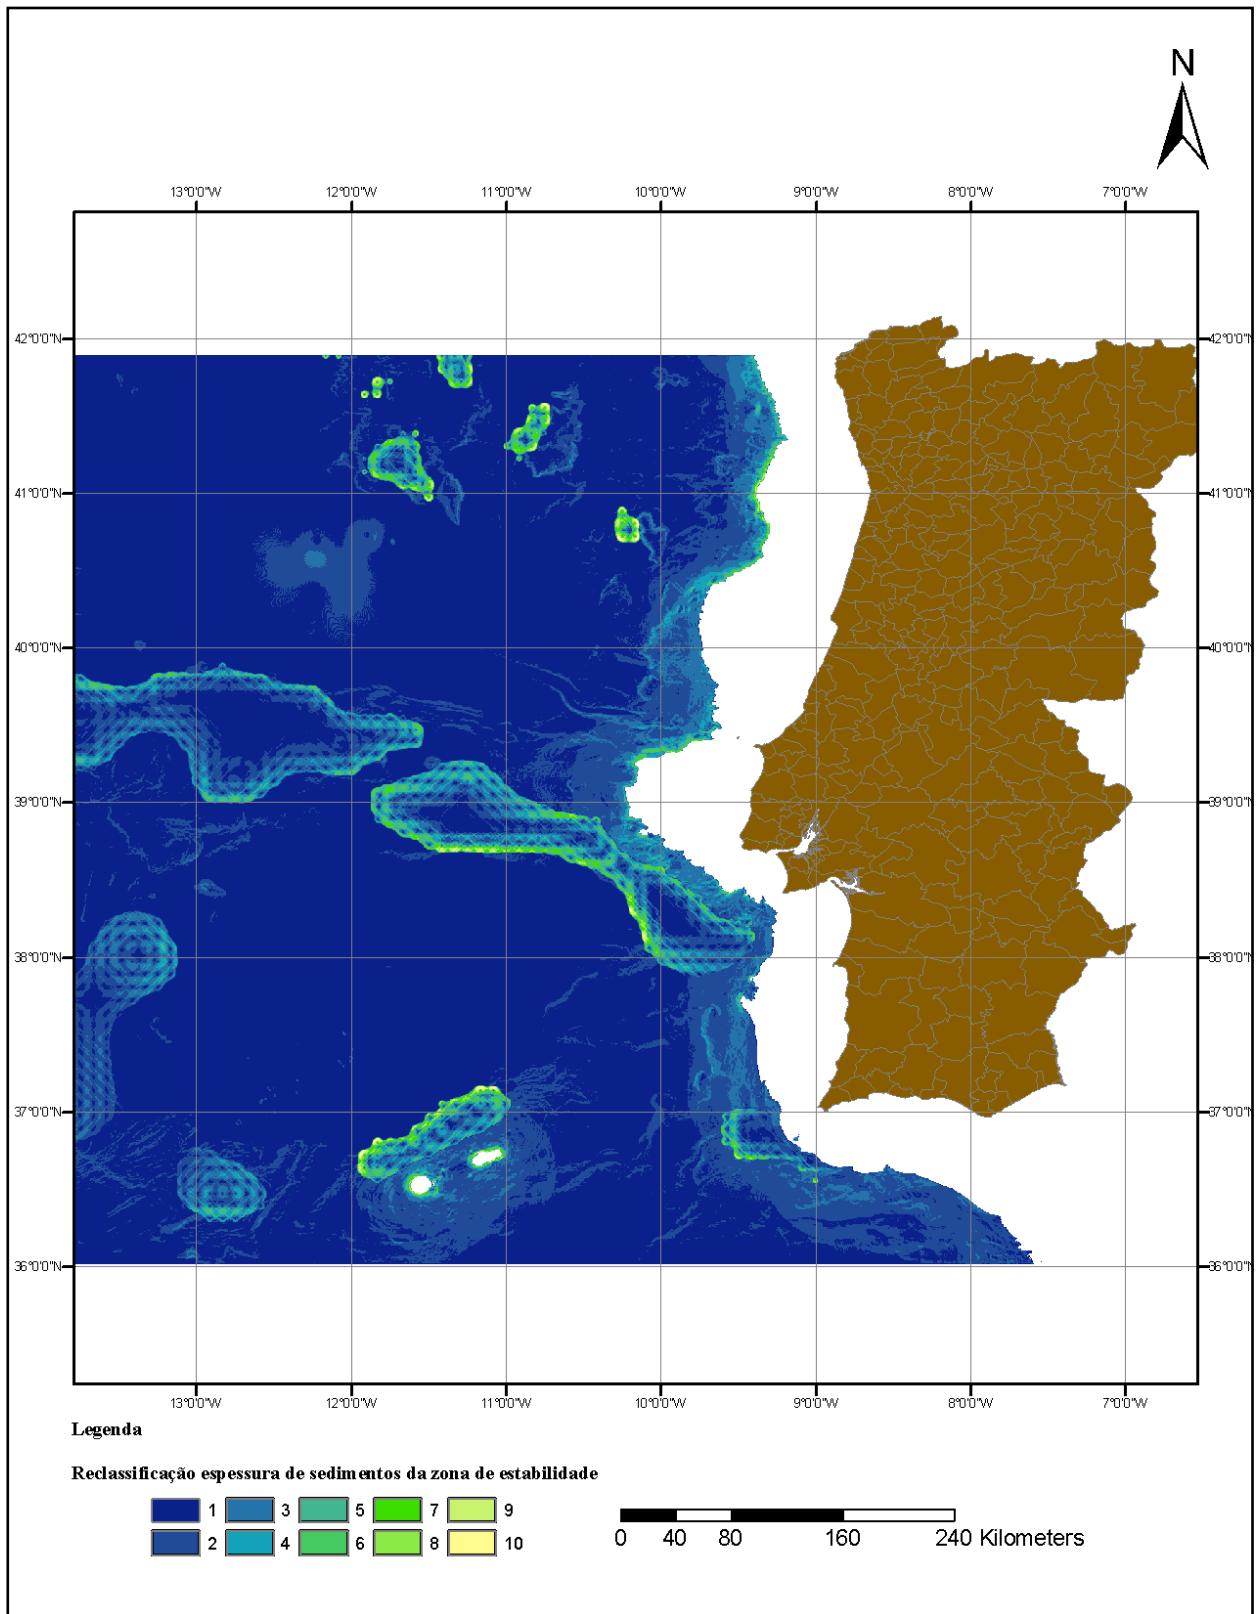 N
13°0'0"W 12°0'0"W 11°0'0"W 10°0'0"W 9°0'0"W 8°0'0"W 7°0'0"W
42°0'0"N 42°0'0"N
41°0'0"N 41°0'0"N
40°0'0"N 40°0'0"N
39°0'0"N 39°0'0"N
38°0'0"N 38°0'0"N
37°0'0"N 37°0'0"N
36°0'0"N 36°0'0"N
13°0'0"W 12°0'0"W 11°0'0"W 10°0'0"W 9°0'0"W 8°0'0"W 7°0'0"W
Legenda
Reclassificação espessura de sedimentos da zona de estabilidade
1 3 5 7 9
2 4 6 8 10
0 40 80 160 240 Kilometers